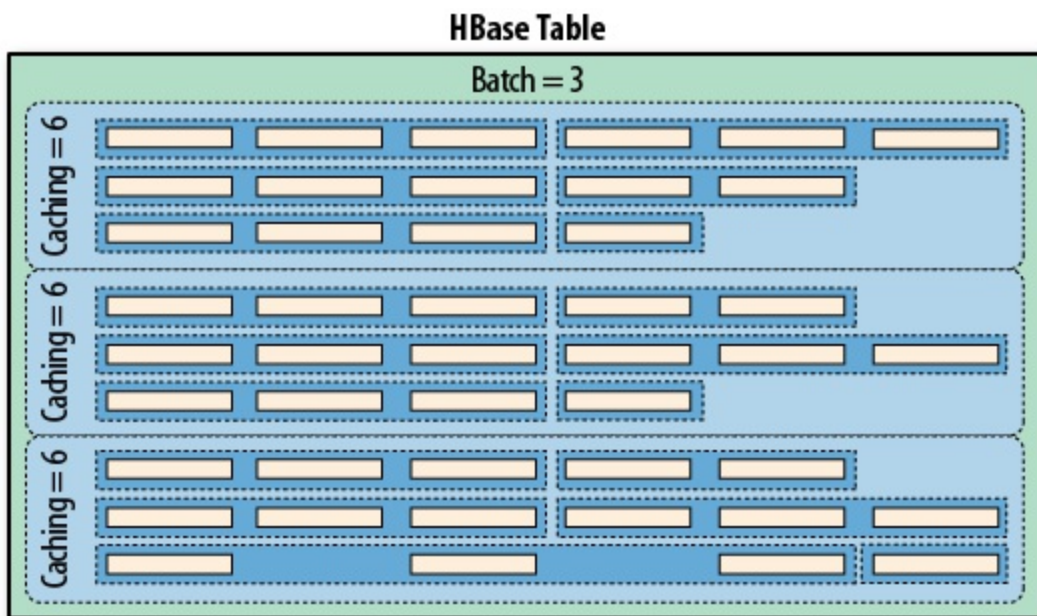 HBase Table
Batch = 3
Caching = 6
Caching = 6
Caching = 6